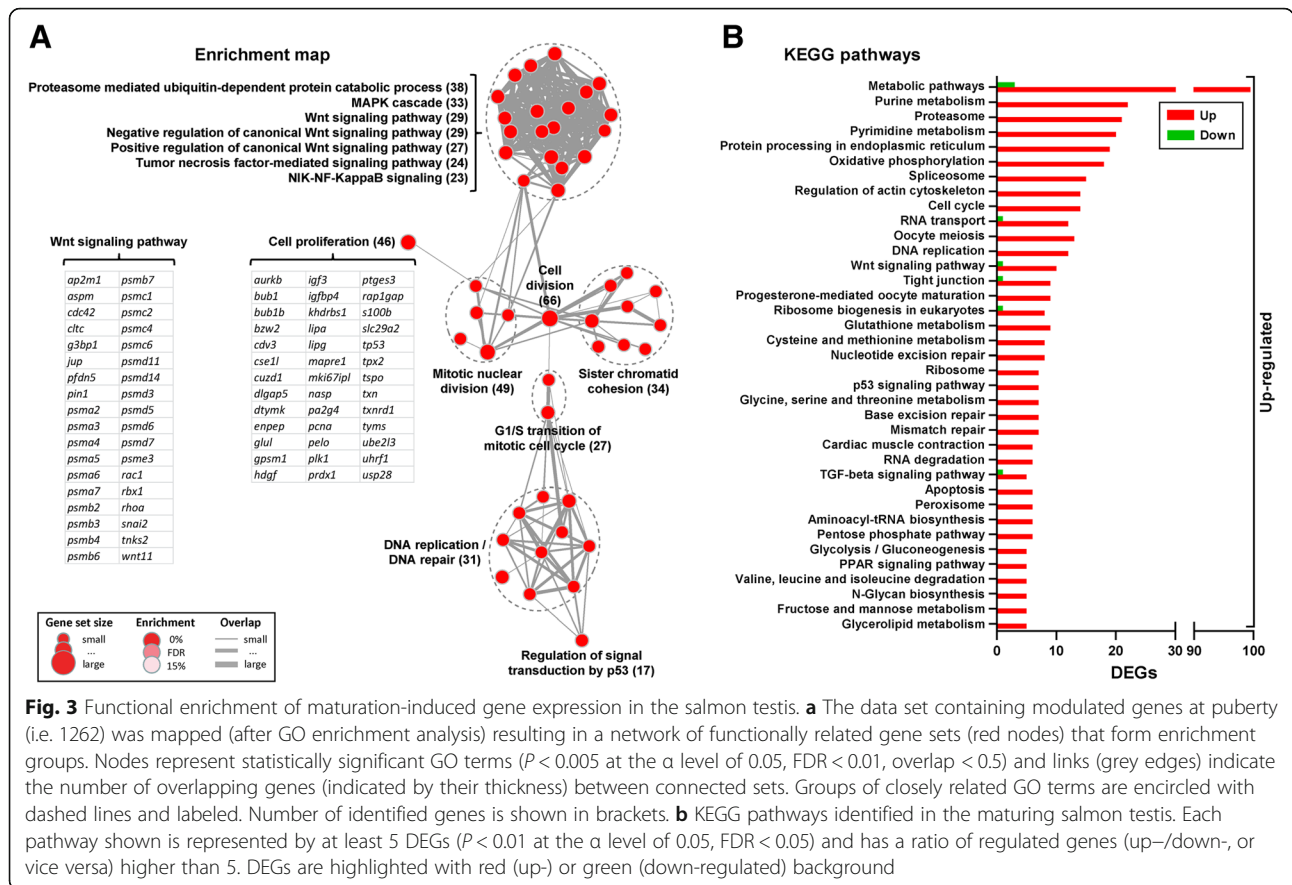 A
Enrichment map
Proteasome mediated ubiquitin-dependent protein catabolic process (38)
MAPK cascade (33)
Wnt signaling pathway (29)
Negative regulation of canonical Wnt signaling pathway (29)
Positive regulation of canonical Wnt signaling pathway (27)
Tumor necrosis factor-mediated signaling pathway (24)
NIK-NF-KappaB signaling (23)
Wnt signaling pathway
ap2m1 psmb7
aspm psmc1
cdc42 psmc2
cltc psmc4
g3bp1 psmc6
jup psmd11
pfdn5 psmd14
pin1 psmd3
psma2 psmd5
psma3 psmd6
psma4 psmd7
psma5 psme3
psma6 rac1
psma7 rbx1
psmb2 rhoa
psmb3 snai2
psmb4 tnks2
psmb6 wnt11
Cell proliferation (46)
aurkb igf3 ptges3
bub1 igfbp4 rap1gap
bub1b khdrbs1 s100b
bzw2 lipa slc29a2
cdv3 lipg tp53
cse1l mapre1 tpx2
cuzd1 mki67ipl tspo
dlgap5 nasp txn
dtymk pa2g4 txnrd1
enpep pcna tyms
glul pelo ube2l3
gpsm1 plk1 uhrf1
hdgf prdx1 usp28
Cell
division
(66)
Mitotic nuclear
division (49)
Sister chromatid
cohesion (34)
G1/S transition of
mitotic cell cycle (27)
DNA replication /
DNA repair (31)
Regulation of signal
transduction by p53 (17)
Gene set size Enrichment Overlap
small 0% small
... FDR ...
large 15% large
B
KEGG pathways
Metabolic pathways
Purine metabolism
Proteasome
Pyrimidine metabolism
Protein processing in endoplasmic reticulum
Oxidative phosphorylation
Spliceosome
Regulation of actin cytoskeleton
Cell cycle
RNA transport
Oocyte meiosis
DNA replication
Wnt signaling pathway
Tight junction
Progesterone-mediated oocyte maturation
Ribosome biogenesis in eukaryotes
Glutathione metabolism
Cysteine and methionine metabolism
Nucleotide excision repair
Ribosome
p53 signaling pathway
Glycine, serine and threonine metabolism
Base excision repair
Mismatch repair
Cardiac muscle contraction
RNA degradation
TGF-beta signaling pathway
Apoptosis
Peroxisome
Aminoacyl-tRNA biosynthesis
Pentose phosphate pathway
Glycolysis / Gluconeogenesis
PPAR signaling pathway
Valine, leucine and isoleucine degradation
N-Glycan biosynthesis
Fructose and mannose metabolism
Glycerolipid metabolism
Up
Down
Up-regulated
0 10 20 30 90 100
DEGs
Fig. 3 Functional enrichment of maturation-induced gene expression in the salmon testis. a The data set containing modulated genes at puberty
(i.e. 1262) was mapped (after GO enrichment analysis) resulting in a network of functionally related gene sets (red nodes) that form enrichment
groups. Nodes represent statistically significant GO terms (P < 0.005 at the α level of 0.05, FDR < 0.01, overlap < 0.5) and links (grey edges) indicate
the number of overlapping genes (indicated by their thickness) between connected sets. Groups of closely related GO terms are encircled with
dashed lines and labeled. Number of identified genes is shown in brackets. b KEGG pathways identified in the maturing salmon testis. Each
pathway shown is represented by at least 5 DEGs (P < 0.01 at the α level of 0.05, FDR < 0.05) and has a ratio of regulated genes (up−/down-, or
vice versa) higher than 5. DEGs are highlighted with red (up-) or green (down-regulated) background